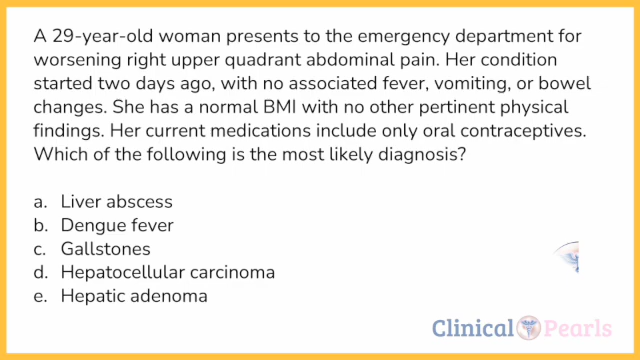 A 29-year-old woman presents to the emergency department for
worsening right upper quadrant abdominal pain. Her condition
started two days ago, with no associated fever, vomiting, or bowel
changes. She has a normal BMI with no other pertinent physical
findings. Her current medications include only oral contraceptives.
Which of the following is the most likely diagnosis?
a. Liver abscess
b. Dengue fever
c. Gallstones
d. Hepatocellular carcinoma
e. Hepatic adenoma
Clinical Pearls